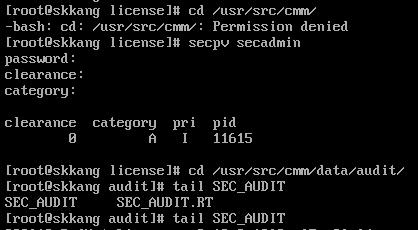 [root@skkang license]# cd /usr/src/cmm/
-bash: cd: /usr/src/cmm/: Permission denied
[root@skkang license]# secpv secadmin
password:
clearance:
category:
clearance  category  pri  pid
0         A   I   11615
[root@skkang license]# cd /usr/src/cmm/data/audit/
[root@skkang audit]# tail SEC_AUDIT
SEC_AUDIT     SEC_AUDIT.RT
[root@skkang audit]# tail SEC_AUDIT